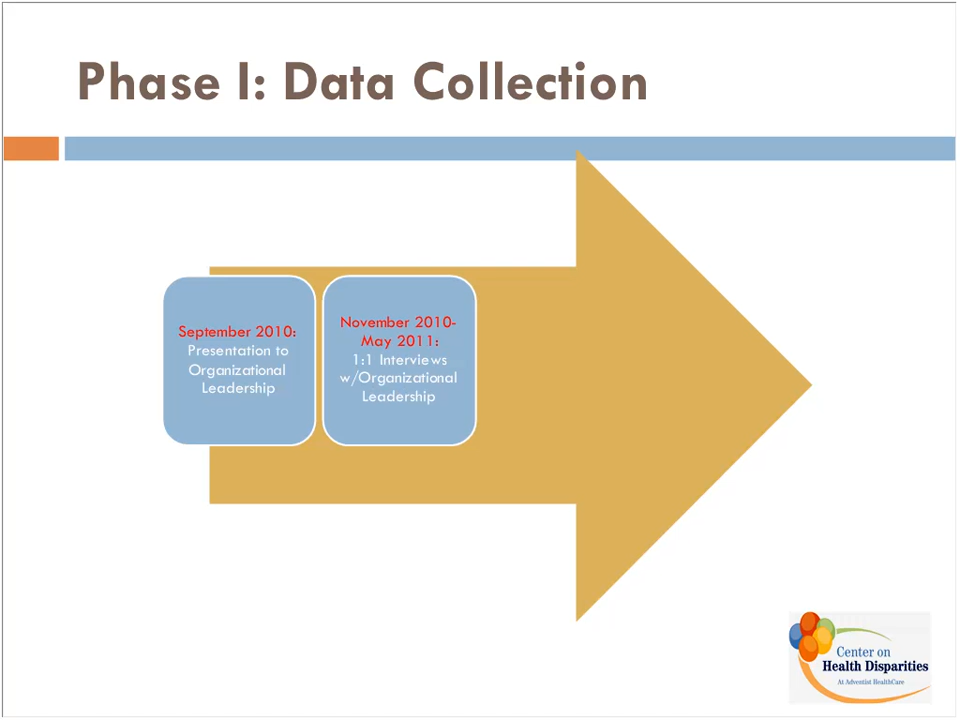 Phase I: Data Collection
September 2010:
Presentation to
Organizational
Leadership
November 2010-
May 2011:
1:1 Interviews
w/Organizational
Leadership
Center on
Health Disparities
At Adventist HealthCare